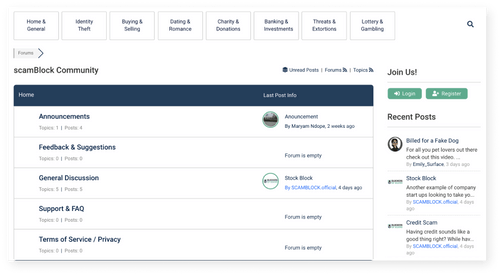 Home & General
Identity Theft
Buying & Selling
Dating & Romance
Charity & Donations
Banking & Investments
Threats & Extortions
Lottery & Gambling
Forums
scamBlock Community
Unread Posts | Forums | Topics
Home Last Post Info
Announcements
Topics: 1 | Posts: 4
Announcement
By Maryam Ndope, 2 weeks ago
Feedback & Suggestions
Topics: 0 | Posts: 0
Forum is empty
General Discussion
Topics: 5 | Posts: 5
Stock Block
By SCAMBLOCK.official, 4 days ago
Support & FAQ
Topics: 0 | Posts: 0
Forum is empty
Terms of Service / Privacy
Topics: 0 | Posts: 0
Forum is empty
Join Us!
Login
Register
Recent Posts
Billed for a Fake Dog
For all you pet lovers out there
check out this video. ...
By Emily_Surface, 3 days
ago
Stock Block
Another example of company
start ups looking to take yo...
By SCAMBLOCK.official, 4 days
ago
Credit Scam
Having credit sounds like a
good thing right? While hav...
By SCAMBLOCK.official, 4 days
ago